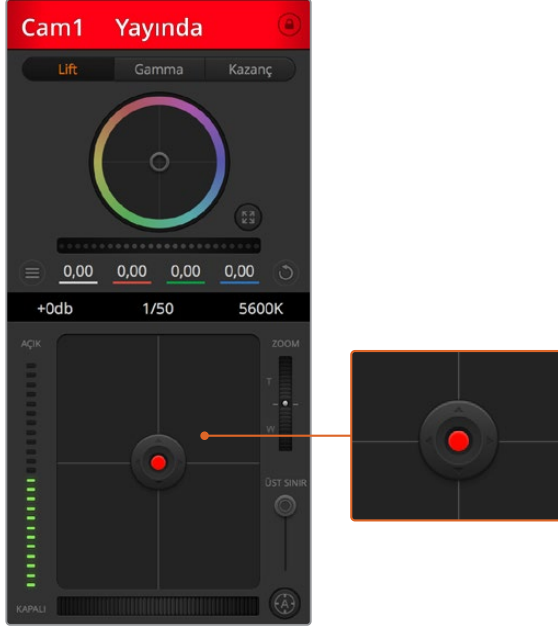 Cam1 Yayında
Lift Gamma Kazanç
0,00 0,00 0,00 0,00
+0db 1/50 5600K
AÇIK ZOOM
T
W
ÜST SINIR
KAPALI A